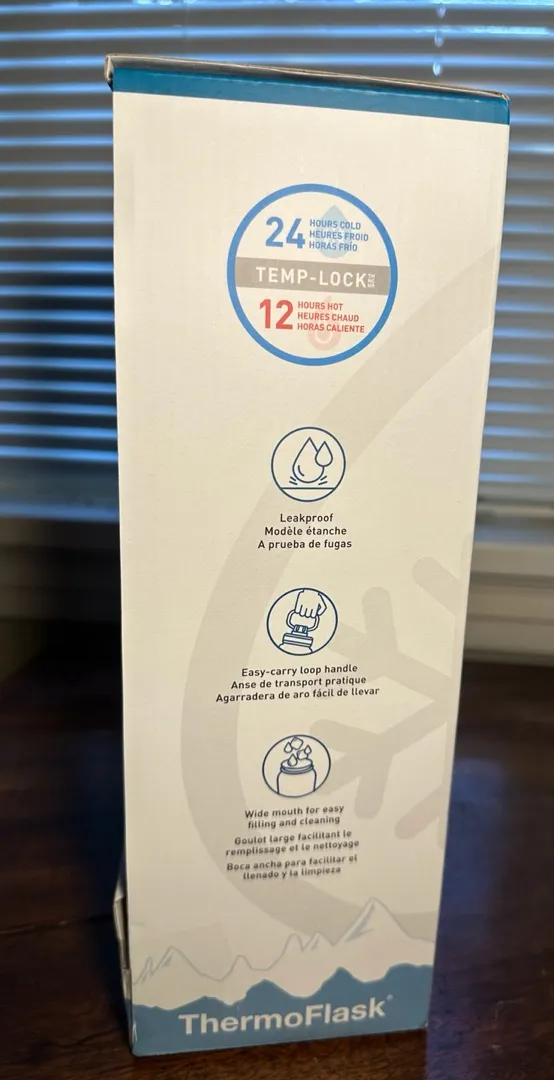 24 HOURS COLD
HEURES FROID
HORAS FRÍO
TEMP-LOCK
12 HOURS HOT
HEURES CHAUD
HORAS CALIENTE
Leakproof
Modèle étanche
A prueba de fugas
Easy-carry loop handle
Anse de transport pratique
Agarradera de aro fácil de llevar
Wide mouth for easy
filling and cleaning
Goulot large facilitant le
remplissage et le nettoyage
Boca ancha para facilitar el
llenado y la limpieza
ThermoFlask®